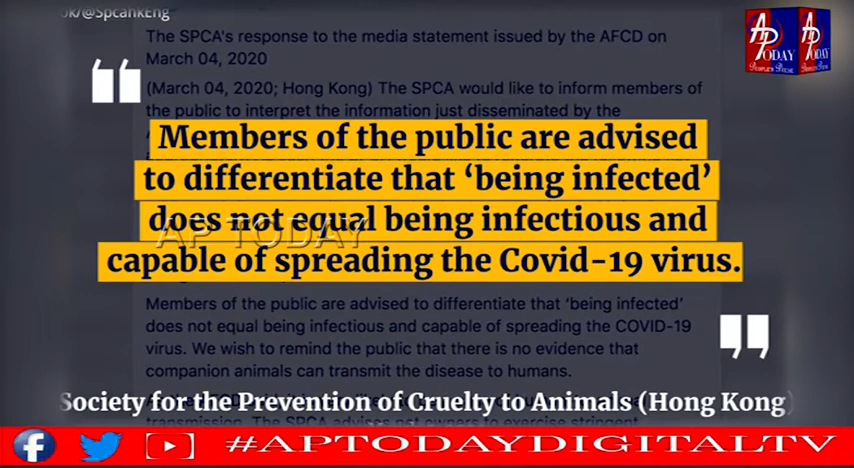 ok/@SpcahkEng
AP TODAY
PEOPLE'S PULSE
AP TODAY
The SPCA's response to the media statement issued by the AFCD on
March 04, 2020
(March 04, 2020; Hong Kong) The SPCA would like to inform members of
the public to interpret the information just disseminated by the
“
Members of the public are advised
to differentiate that ‘being infected’
does not equal being infectious and
capable of spreading the Covid-19 virus.
AP TODAY
Members of the public are advised to differentiate that ‘being infected’
does not equal being infectious and capable of spreading the COVID-19
virus. We wish to remind the public that there is no evidence that
companion animals can transmit the disease to humans.
”
Society for the Prevention of Cruelty to Animals (Hong Kong)
transmission. The SPCA advises pet owners to exercise stringent
#APTODAYDIGITALTV